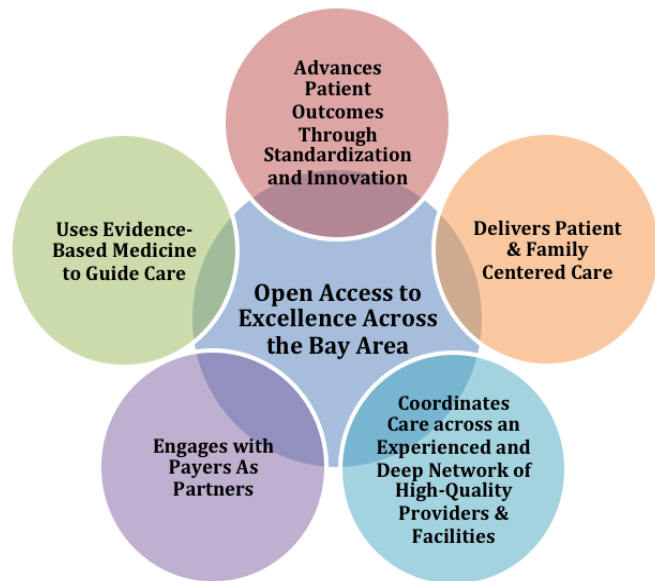 Advances
Patient
Outcomes
Through
Standardization
and Innovation
Uses Evidence-
Based Medicine
to Guide Care
Delivers Patient
& Family
Centered Care
Open Access to
Excellence Across
the Bay Area
Engages with
Payers As
Partners
Coordinates
Care across an
Experienced and
Deep Network of
High-Quality
Providers &
Facilities